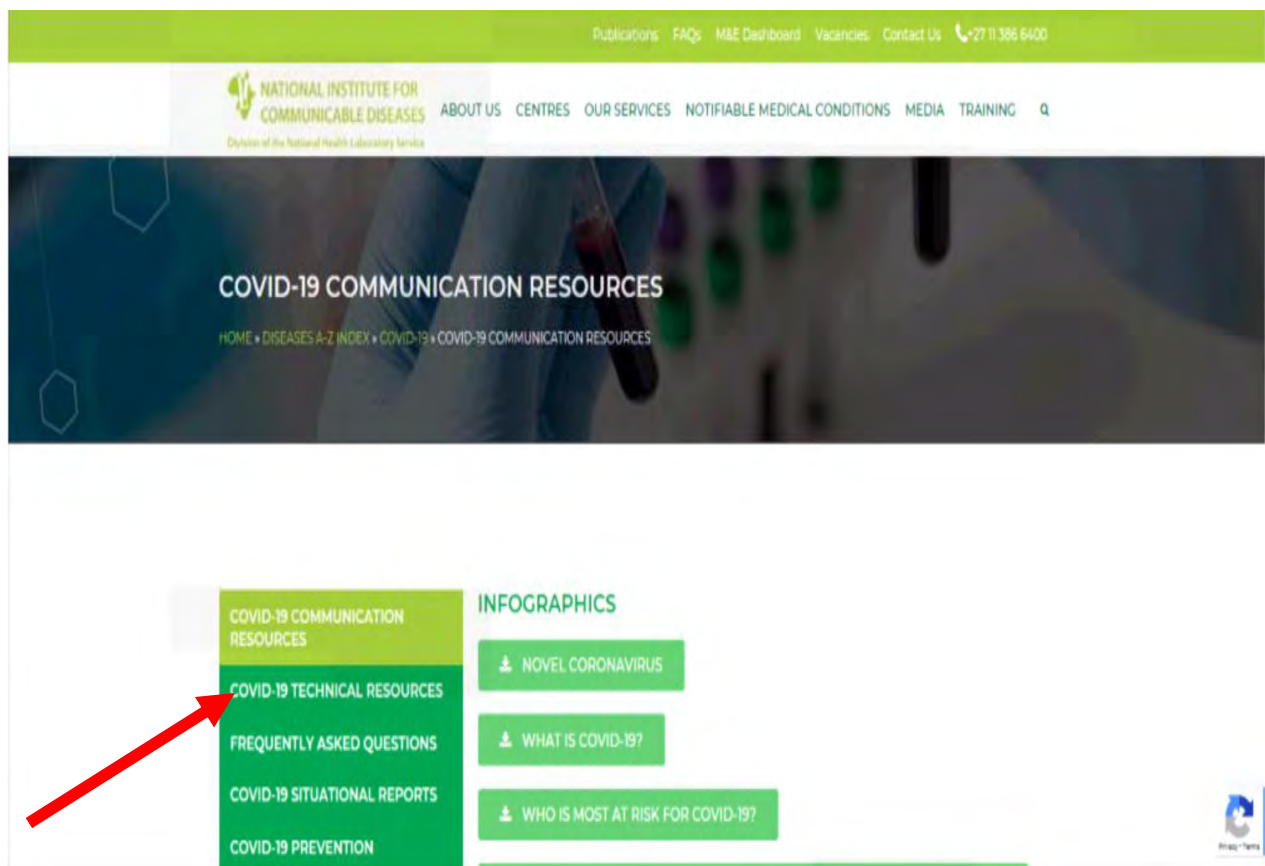 Publications FAQs M&E Dashboard Vacancies Contact Us +27 11 386 6400
NATIONAL INSTITUTE FOR
COMMUNICABLE DISEASES
Division of the National Health Laboratory Service
ABOUT US CENTRES OUR SERVICES NOTIFIABLE MEDICAL CONDITIONS MEDIA TRAINING
COVID-19 COMMUNICATION RESOURCES
HOME » DISEASES A-Z INDEX » COVID-19 » COVID-19 COMMUNICATION RESOURCES
COVID-19 COMMUNICATION
RESOURCES
COVID-19 TECHNICAL RESOURCES
FREQUENTLY ASKED QUESTIONS
COVID-19 SITUATIONAL REPORTS
COVID-19 PREVENTION
INFOGRAPHICS
NOVEL CORONAVIRUS
WHAT IS COVID-19?
WHO IS MOST AT RISK FOR COVID-19?
Privacy - Terms